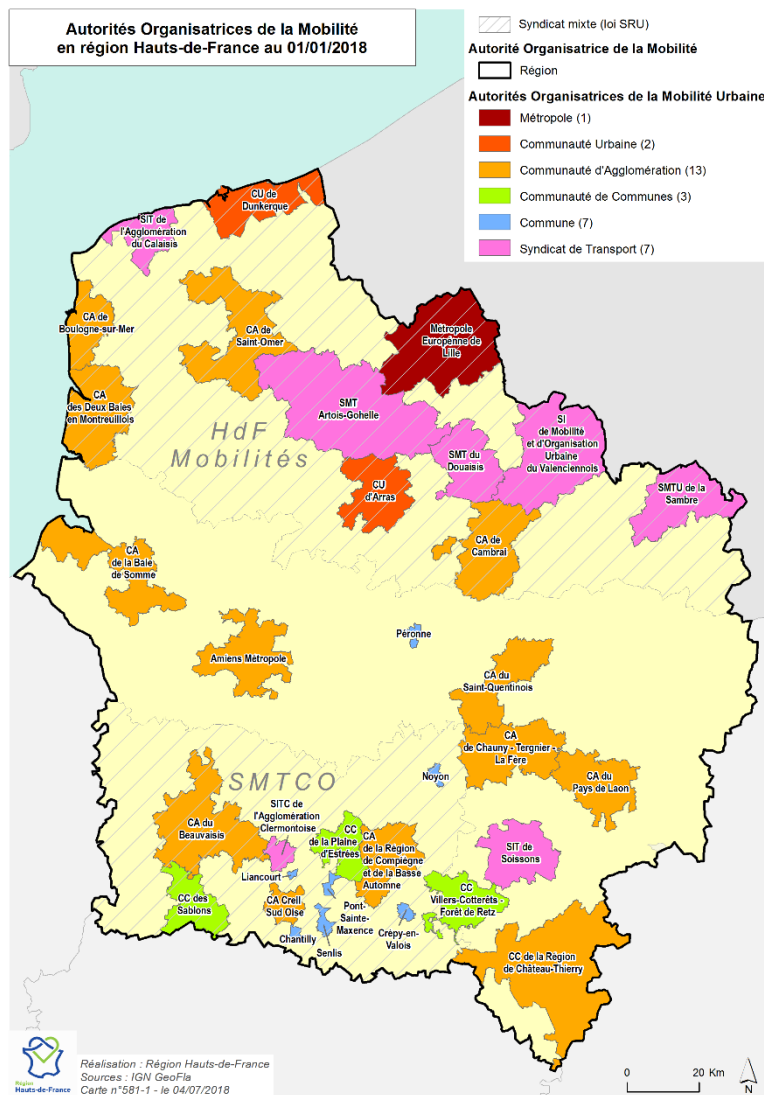 Autorités Organisatrices de la Mobilité
en région Hauts-de-France au 01/01/2018
Syndicat mixte (loi SRU)
Autorité Organisatrice de la Mobilité
Région
Autorités Organisatrices de la Mobilité Urbaine
Métropole (1)
Communauté Urbaine (2)
Communauté d'Agglomération (13)
Communauté de Communes (3)
Commune (7)
Syndicat de Transport (7)
CU de
Dunkerque
SIT de
l'Agglomération
du Calaisis
CA de
Boulogne-sur-Mer
CA de
Saint-Omer
Métropole
Europenne de
Lille
CA
des Deux Baies
en Montreuillois
SMT
Artois-Gohelle
HdF
Mobilités
SI
de Mobilité
et d'Organisation
Urbaine
du Valenciennois
SMT du
Douaisis
CU
d'Arras
SMTU de la
Sambre
CA de
Cambrai
CA
de la Baie
de Somme
Péronne
Amiens Métropole
CA du
Saint-Quentinois
CA
de Chauny - Tergnier -
La Fère
CA du
Pays de Laon
Noyon
SMTCO
CA du
Beauvaisis
SITC de
l'Agglomération
Clermontoise
CC
de la Plaine
d'Estrées
CA
de la Région
de Compiègne
et de la Basse
Automne
SIT de
Soissons
Liancourt
CC des
Sablons
CA Creil
Sud Oise
Pont-
Sainte-
Maxence
CC
Villers-Cotterêts -
Forêt de Retz
Crépy-en-
Valois
Chantilly
Senlis
CC de la Région
de Château-Thierry
Région
Hauts-de-France
Réalisation : Région Hauts-de-France
Sources : IGN GeoFla
Carte n°581-1 - le 04/07/2018
0 20 Km
N